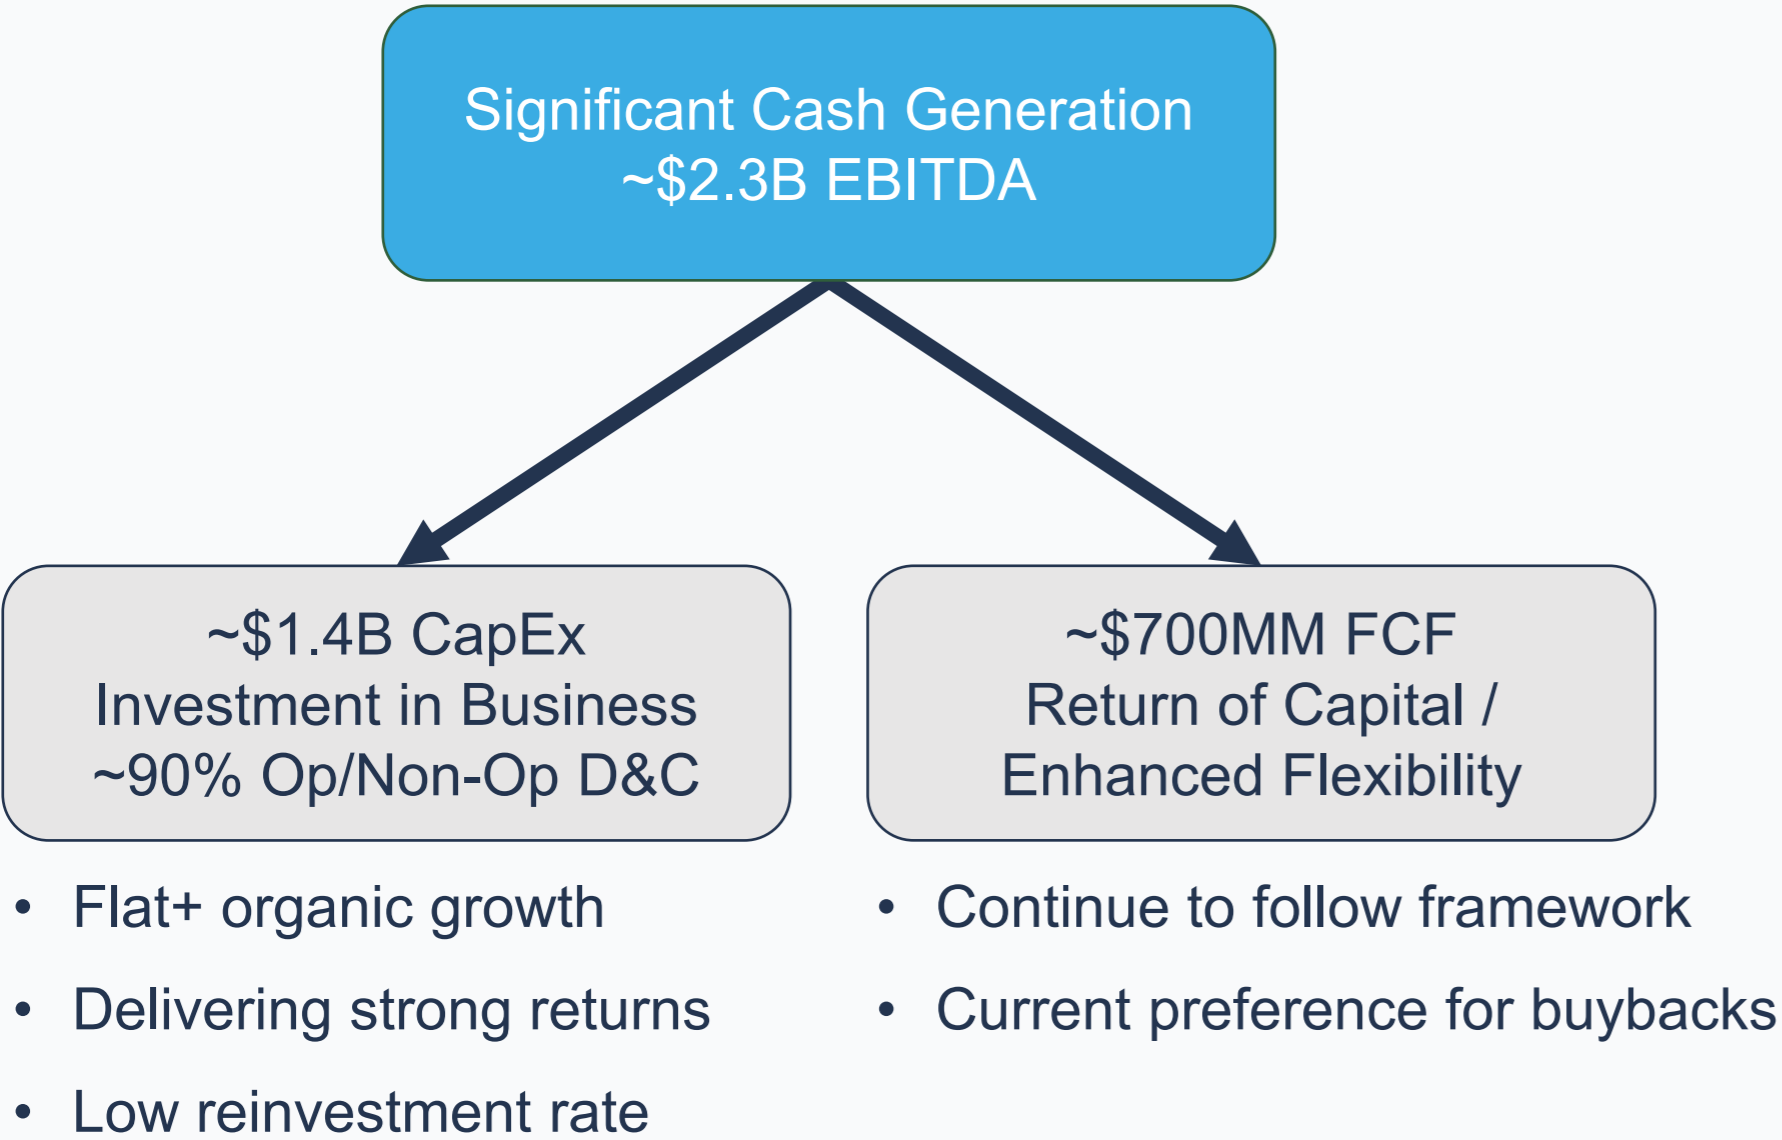 Significant Cash Generation
~$2.3B EBITDA
~$1.4B CapEx
Investment in Business
~90% Op/Non-Op D&C
• Flat+ organic growth
• Delivering strong returns
• Low reinvestment rate
~$700MM FCF
Return of Capital /
Enhanced Flexibility
• Continue to follow framework
• Current preference for buybacks